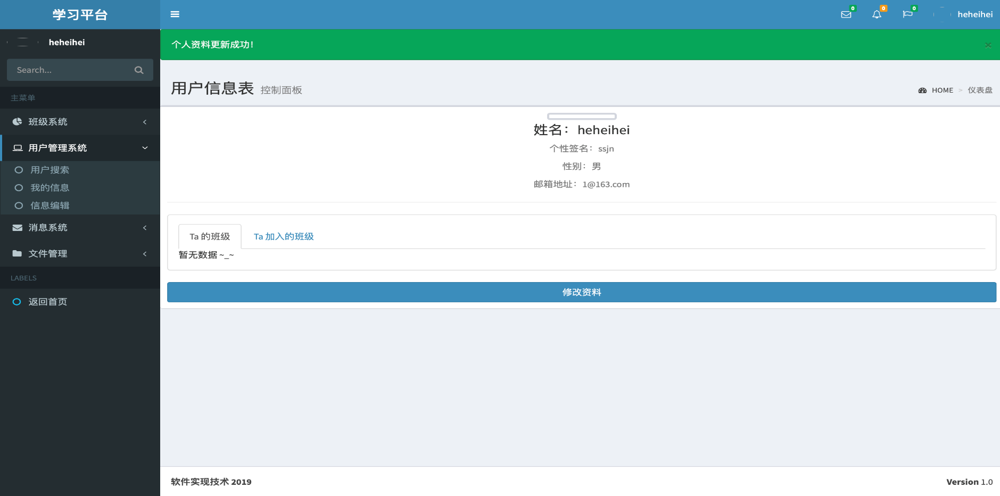 学习平台
0
0
0
heheihei
heheihei
Search...
主菜单
班级系统
用户管理系统
用户搜索
我的信息
信息编辑
消息系统
文件管理
LABELS
返回首页
个人资料更新成功!
×
用户信息表 控制面板
HOME > 仪表盘
姓名： heheihei
个性签名：ssjn
性别： 男
邮箱地址：1@163.com
Ta 的班级
Ta 加入的班级
暂无数据 ~_~
修改资料
软件实现技术 2019
Version 1.0